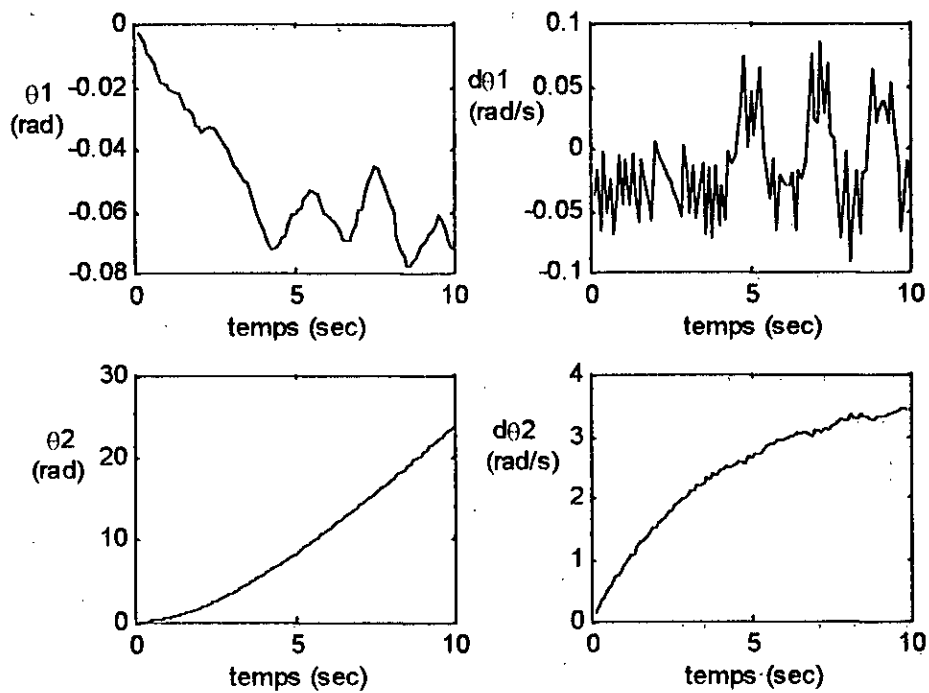 0
-0.02
-0.04
-0.06
-0.08
θ1
(rad)
0 5 10
temps (sec)
0.1
0.05
0
-0.05
-0.1
dθ1
(rad/s)
0 5 10
temps (sec)
30
20
10
0
θ2
(rad)
0 5 10
temps (sec)
4
3
2
1
0
dθ2
(rad/s)
0 5 10
temps (sec)